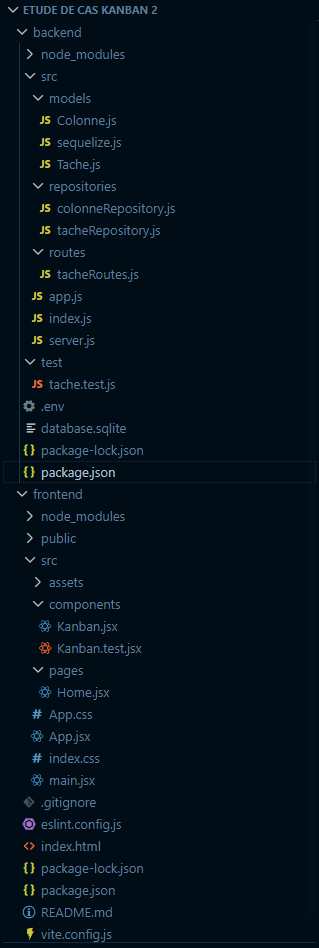 ETUDE DE CAS KANBAN 2
backend
node_modules
src
models
JS Colonne.js
JS sequelize.js
JS Tache.js
repositories
JS colonneRepository.js
JS tacheRepository.js
routes
JS tacheRoutes.js
JS app.js
JS index.js
JS server.js
test
JS tache.test.js
.env
database.sqlite
{} package-lock.json
{} package.json
frontend
node_modules
public
src
assets
components
Kanban.jsx
Kanban.test.jsx
pages
Home.jsx
# App.css
App.jsx
# index.css
main.jsx
.gitignore
eslint.config.js
<> index.html
{} package-lock.json
{} package.json
README.md
vite.config.js